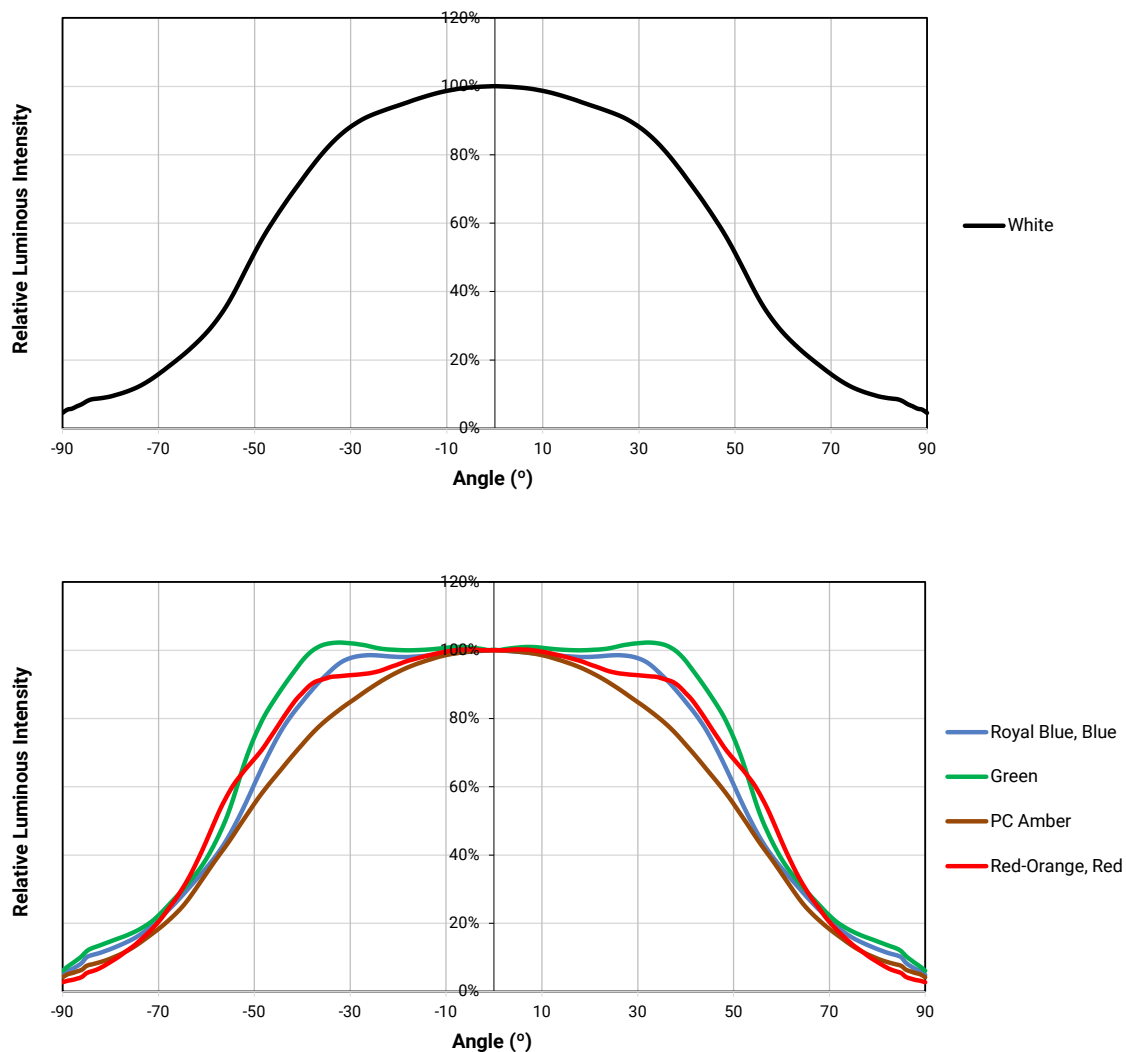 120%
100%
80%
60%
40%
20%
0%
-90 -70 -50 -30 -10 10 30 50 70 90
Relative Luminous Intensity
Angle (º)
White
120%
100%
80%
60%
40%
20%
0%
-90 -70 -50 -30 -10 10 30 50 70 90
Relative Luminous Intensity
Angle (º)
Royal Blue, Blue
Green
PC Amber
Red-Orange, Red